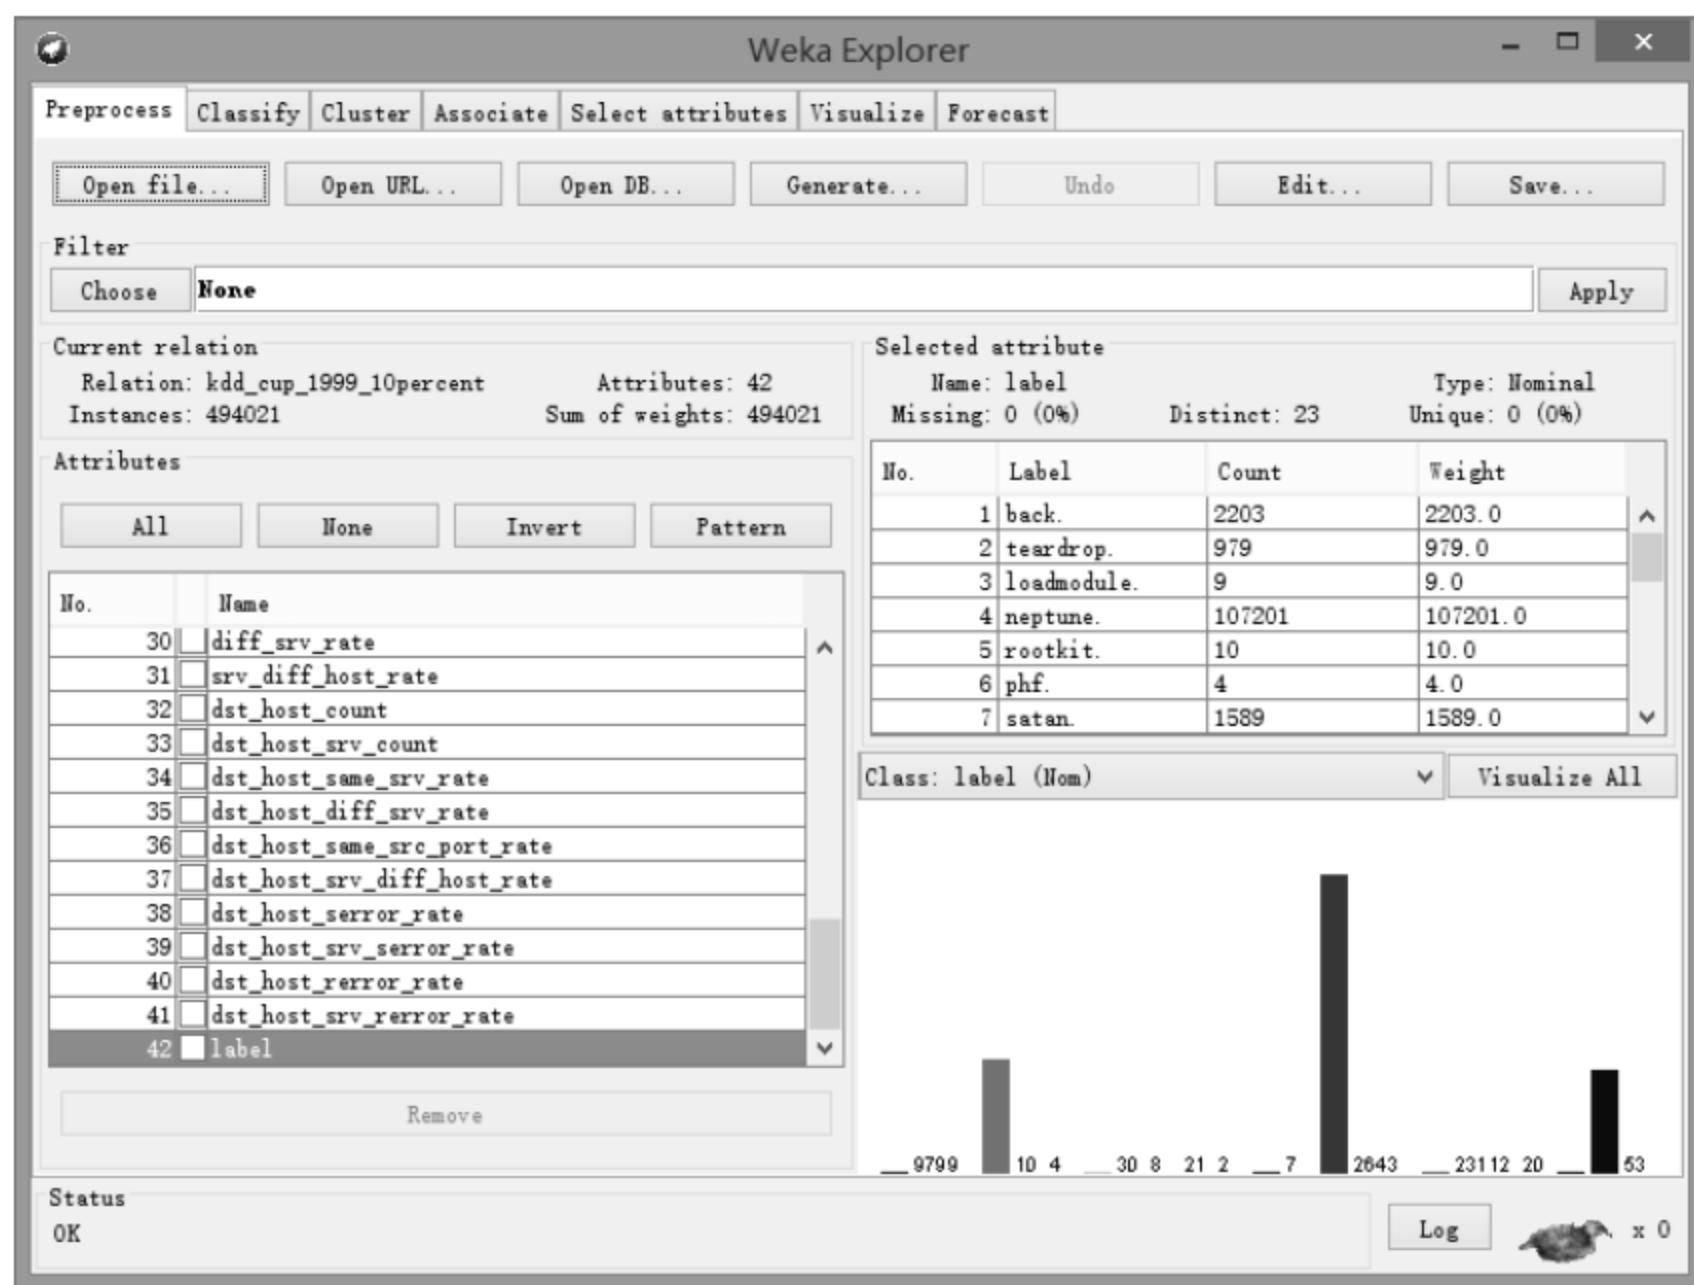 Weka Explorer
Preprocess Classify Cluster Associate Select attributes Visualize Forecast
Open file... Open URL... Open DB... Generate... Undo Edit... Save...
Filter
Choose None Apply
Current relation
Relation: kdd_cup_1999_10percent Attributes: 42
Instances: 494021 Sum of weights: 494021
Attributes
All None Invert Pattern
No. Name
30 diff_srv_rate
31 srv_diff_host_rate
32 dst_host_count
33 dst_host_srv_count
34 dst_host_same_srv_rate
35 dst_host_diff_srv_rate
36 dst_host_same_src_port_rate
37 dst_host_srv_diff_host_rate
38 dst_host_serror_rate
39 dst_host_srv_serror_rate
40 dst_host_rerror_rate
41 dst_host_srv_rerror_rate
42 label
Remove
Selected attribute
Name: label Type: Nominal
Missing: 0 (0%) Distinct: 23 Unique: 0 (0%)
No. Label Count Weight
1 back. 2203 2203.0
2 teardrop. 979 979.0
3 loadmodule. 9 9.0
4 neptune. 107201 107201.0
5 rootkit. 10 10.0
6 phf. 4 4.0
7 satan. 1589 1589.0
Class: label (Nom) Visualize All
9799 10 4 30 8 21 2 7 2643 23112 20 53
Status
OK
Log x 0